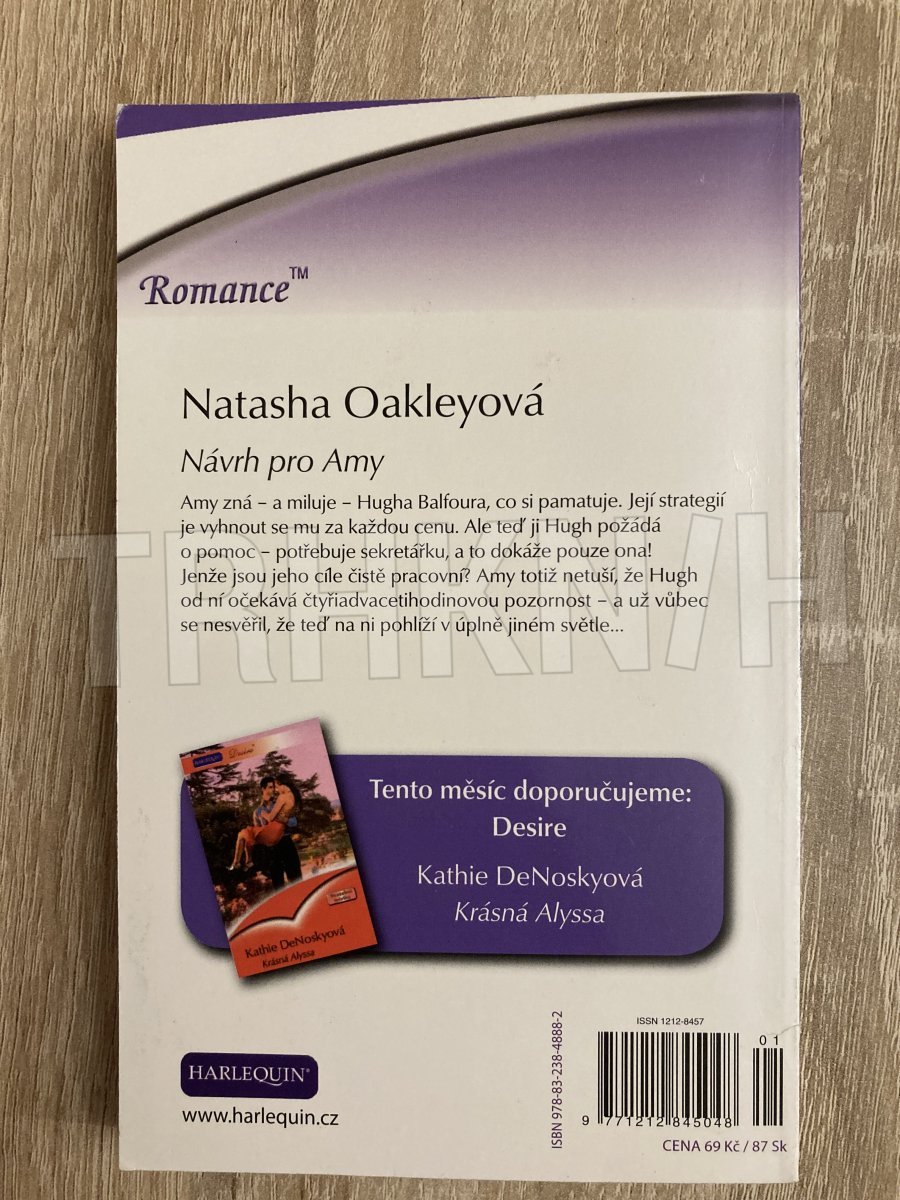 Romance™
Natasha Oakleyová
Návrh pro Amy
Amy zná – a miluje – Hugha Balfoura, co si pamatuje. Její strategií
je vyhnout se mu za každou cenu. Ale teď ji Hugh požádá
o pomoc – potřebuje sekretářku, a to dokáže pouze ona!
Jenže jsou jeho cíle čistě pracovní? Amy totiž netuší, že Hugh
od ní očekává čtyřiadvacetihodinovou pozornost – a už vůbec
se nesvěřil, že teď na ni pohlíží v úplně jiném světle...
TRHKNIH
HARLEQUIN
Desire
Kathie DeNoskyová
Krásná Alyssa
Tento měsíc doporučujeme:
Desire
Kathie DeNoskyová
Krásná Alyssa
HARLEQUIN®
www.harlequin.cz
ISBN 978-83-238-4888-2
ISSN 1212-8457
01
9 771212 845048
CENA 69 Kč / 87 Sk